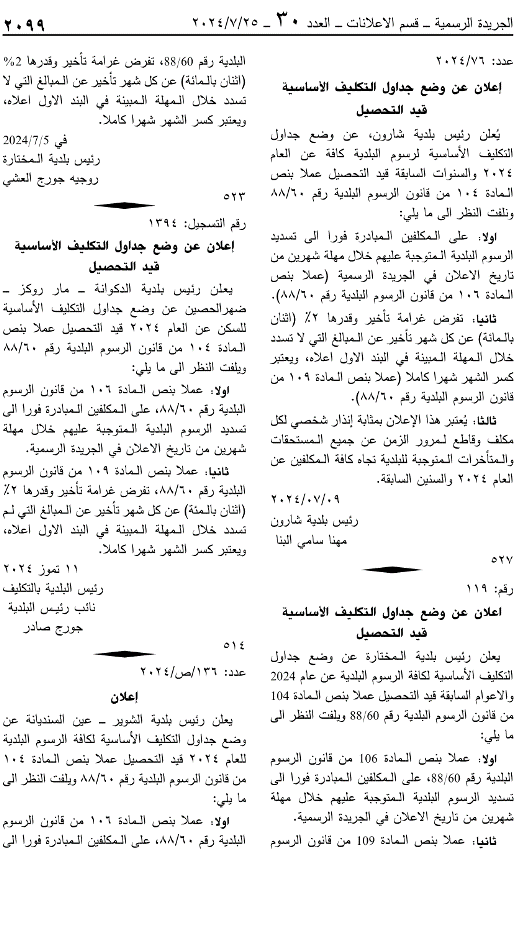 الجريدة الرسمية ــ قسم الاعلانات ــ العدد ٣٠ ــ ٢٠٢٤/٧/٢٥
٢٠٩٩
عدد: ٢٠٢٤/٧٦
إعلان عن وضع جداول التكليف الأساسية
قيد التحصيل
يُعلن رئيس بلدية شارون، عن وضع جداول
التكليف الأساسية لرسوم البلدية كافة عن العام
٢٠٢٤ والسنوات السابقة قيد التحصيل عملا بنص
المادة ١٠٤ من قانون الرسوم البلدية رقم ٨٨/٦٠
ونلفت النظر الى ما يلي:
اولا: على المكلفين المبادرة فورا الى تسديد
الرسوم البلدية المتوجبة عليهم خلال مهلة شهرين من
تاريخ الاعلان في الجريدة الرسمية (عملا بنص
المادة ١٠٦ من قانون الرسوم البلدية رقم ٨٨/٦٠).
ثانيا: تفرض غرامة تأخير وقدرها ٢٪ (اثنان
بالمائة) عن كل شهر تأخير عن المبالغ التي لا تسدد
خلال المهلة المبينة في البند الاول اعلاه، ويعتبر
كسر الشهر شهرا كاملا (عملا بنص المادة ١٠٩ من
قانون الرسوم البلدية رقم ٨٨/٦٠).
ثالثا: يُعتبر هذا الإعلان بمثابة إنذار شخصي لكل
مكلف وقاطع لمرور الزمن عن جميع المستحقات
والمتأخرات المتوجبة للبلدية تجاه كافة المكلفين عن
العام ٢٠٢٤ والسنين السابقة.
٢٠٢٤/٠٧/٠٩
رئيس بلدية شارون
مهنا سامي البنا
٥٢٧
رقم: ١١٩
اعلان عن وضع جداول التكليف الأساسية
قيد التحصيل
يعلن رئيس بلدية المختارة عن وضع جداول
التكليف الأساسية لكافة الرسوم البلدية عن عام 2024
والاعوام السابقة قيد التحصيل عملا بنص المادة 104
من قانون الرسوم البلدية رقم 88/60 ويلفت النظر الى
ما يلي:
اولا: عملا بنص المادة 106 من قانون الرسوم
البلدية رقم 88/60، على المكلفين المبادرة فورا الى
تسديد الرسوم البلدية المتوجبة عليهم خلال مهلة
شهرين من تاريخ الاعلان في الجريدة الرسمية.
ثانيا: عملا بنص المادة 109 من قانون الرسوم
البلدية رقم 88/60، تفرض غرامة تأخير وقدرها 2%
(اثنان بالمائة) عن كل شهر تأخير عن المبالغ التي لا
تسدد خلال المهلة المبينة في البند الاول اعلاه،
ويعتبر كسر الشهر شهرا كاملا.
في 2024/7/5
رئيس بلدية المختارة
روجيه جورج العشي
٥٢٣
رقم التسجيل: ١٣٩٤
إعلان عن وضع جداول التكليف الأساسية
قيد التحصيل
يعلن رئيس بلدية الدكوانة ــ مار روكز ــ
ضهرالحصين عن وضع جداول التكليف الأساسية
للسكن عن العام ٢٠٢٤ قيد التحصيل عملا بنص
المادة ١٠٤ من قانون الرسوم البلدية رقم ٨٨/٦٠
ويلفت النظر الى ما يلي:
اولا: عملا بنص المادة ١٠٦ من قانون الرسوم
البلدية رقم ٨٨/٦٠، على المكلفين المبادرة فورا الى
تسديد الرسوم البلدية المتوجبة عليهم خلال مهلة
شهرين من تاريخ الاعلان في الجريدة الرسمية.
ثانيا: عملا بنص المادة ١٠٩ من قانون الرسوم
البلدية رقم ٨٨/٦٠، تفرض غرامة تأخير وقدرها ٢٪
(اثنان بالمئة) عن كل شهر تأخير عن المبالغ التي لم
تسدد خلال المهلة المبينة في البند الاول اعلاه،
ويعتبر كسر الشهر شهرا كاملا.
١١ تموز ٢٠٢٤
رئيس البلدية بالتكليف
نائب رئيس البلدية
جورج صادر
٥١٤
عدد: ١٣٦/ص/٢٠٢٤
إعلان
يعلن رئيس بلدية الشوير ــ عين السنديانة عن
وضع جداول التكليف الأساسية لكافة الرسوم البلدية
للعام ٢٠٢٤ قيد التحصيل عملا بنص المادة ١٠٤
من قانون الرسوم البلدية رقم ٨٨/٦٠ ويلفت النظر الى
ما يلي:
اولا: عملا بنص المادة ١٠٦ من قانون الرسوم
البلدية رقم ٨٨/٦٠، على المكلفين المبادرة فورا الى